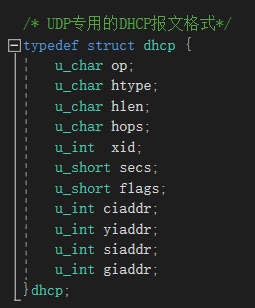 /* UDP专用的DHCP报文格式*/
typedef struct dhcp {
u_char op;
u_char htype;
u_char hlen;
u_char hops;
u_int  xid;
u_short secs;
u_short flags;
u_int ciaddr;
u_int yiaddr;
u_int siaddr;
u_int giaddr;
}dhcp;